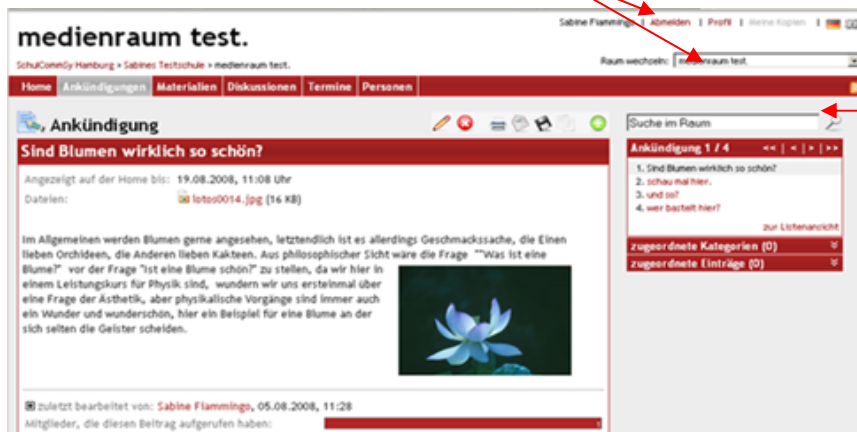 Sabine Flammingo | Abmelden | Profil | Meine Kopien |
medienraum test.
SchulCommSy Hamburg » Sabines Testschule » medienraum test.
Raum wechseln: medienraum test.
Home Ankündigungen Materialien Diskussionen Termine Personen
Ankündigung
Sind Blumen wirklich so schön?
Angezeigt auf der Home bis: 19.08.2008, 11:08 Uhr
Dateien: lotos0014.jpg (16 KB)
Im Allgemeinen werden Blumen gerne angesehen, letztendlich ist es allerdings Geschmackssache, die Einen
lieben Orchideen, die Anderen lieben Kakteen. Aus philosophischer Sicht wäre die Frage ""Was ist eine
Blume?" vor der Frage "Ist eine Blume schön?" zu stellen, da wir hier in
einem Leistungskurs für Physik sind, wundern wir uns ersteinmal über
eine Frage der Ästhetik, aber physikalische Vorgänge sind immer auch
ein Wunder und wunderschön, hier ein Beispiel für eine Blume an der
sich selten die Geister scheiden.
zuletzt bearbeitet von: Sabine Flammingo, 05.08.2008, 11:28
Mitglieder, die diesen Beitrag aufgerufen haben:
Suche im Raum
Ankündigung 1 / 4 << | < | > | >>
1. Sind Blumen wirklich so schön?
2. schau mal hier.
3. und so?
4. wer bastelt hier?
zur Listenansicht
zugeordnete Kategorien (0)
zugeordnete Einträge (0)